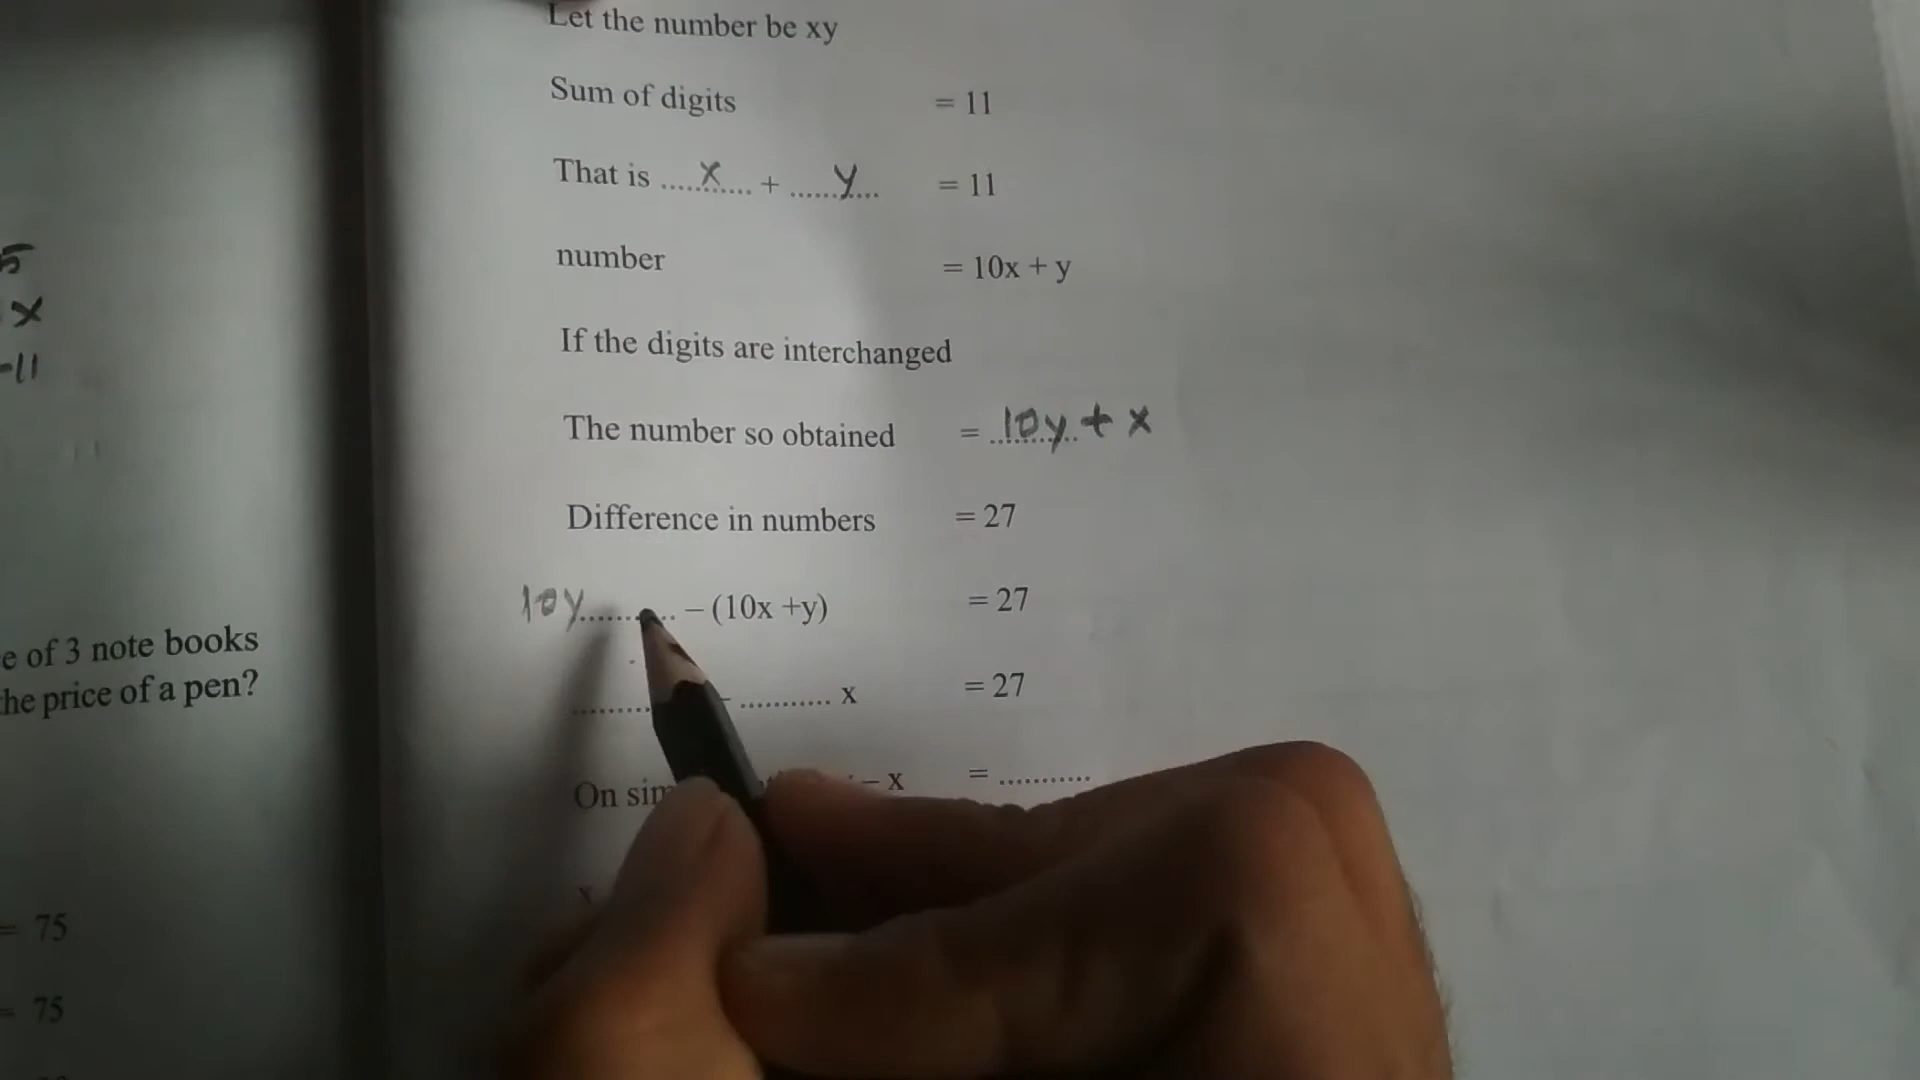 5
x
-11
e of 3 note books
he price of a pen?
= 75
= 75
Let the number be xy
Sum of digits = 11
That is ....x.... + ....y.... = 11
number = 10x + y
If the digits are interchanged
The number so obtained = 10y + x
Difference in numbers = 27
10y........... – (10x +y) = 27
......... ........... x = 27
On – x = ...........